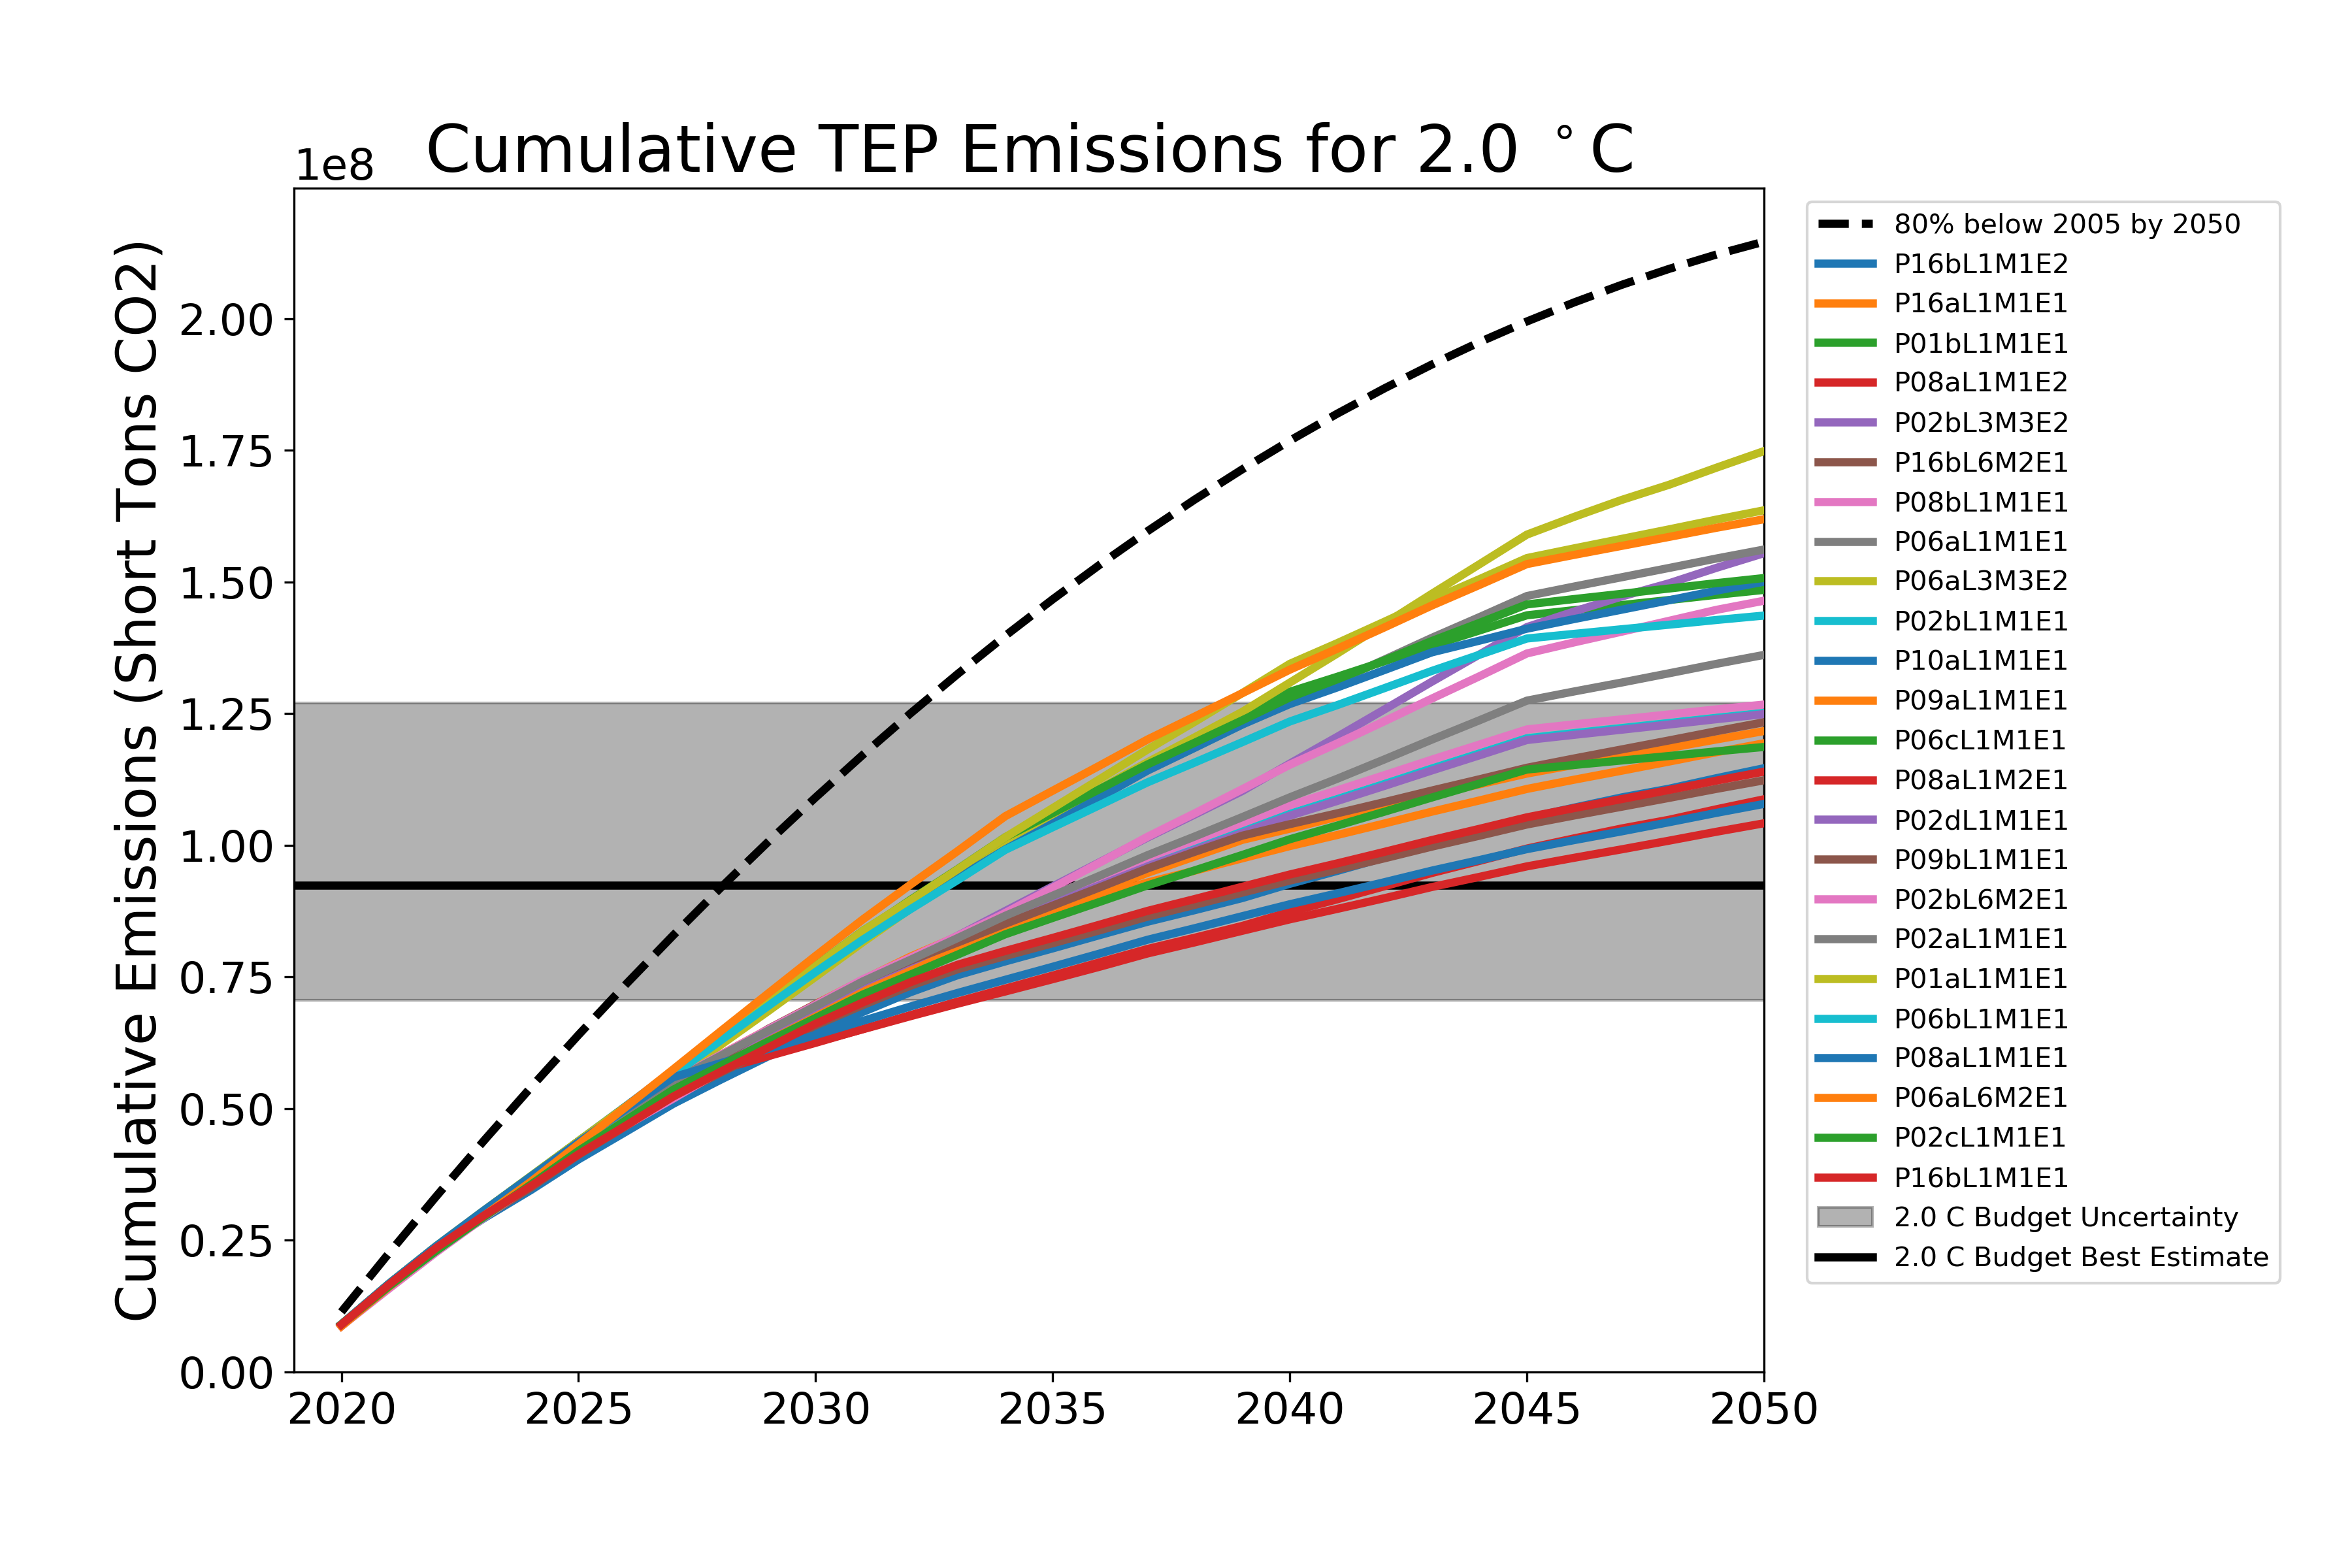 Cumulative TEP Emissions for 2.0 °C
1e8
Cumulative Emissions (Short Tons CO2)
2.00
1.75
1.50
1.25
1.00
0.75
0.50
0.25
0.00
2020 2025 2030 2035 2040 2045 2050
80% below 2005 by 2050
P16bL1M1E2
P16aL1M1E1
P01bL1M1E1
P08aL1M1E2
P02bL3M3E2
P16bL6M2E1
P08bL1M1E1
P06aL1M1E1
P06aL3M3E2
P02bL1M1E1
P10aL1M1E1
P09aL1M1E1
P06cL1M1E1
P08aL1M2E1
P02dL1M1E1
P09bL1M1E1
P02bL6M2E1
P02aL1M1E1
P01aL1M1E1
P06bL1M1E1
P08aL1M1E1
P06aL6M2E1
P02cL1M1E1
P16bL1M1E1
2.0 C Budget Uncertainty
2.0 C Budget Best Estimate